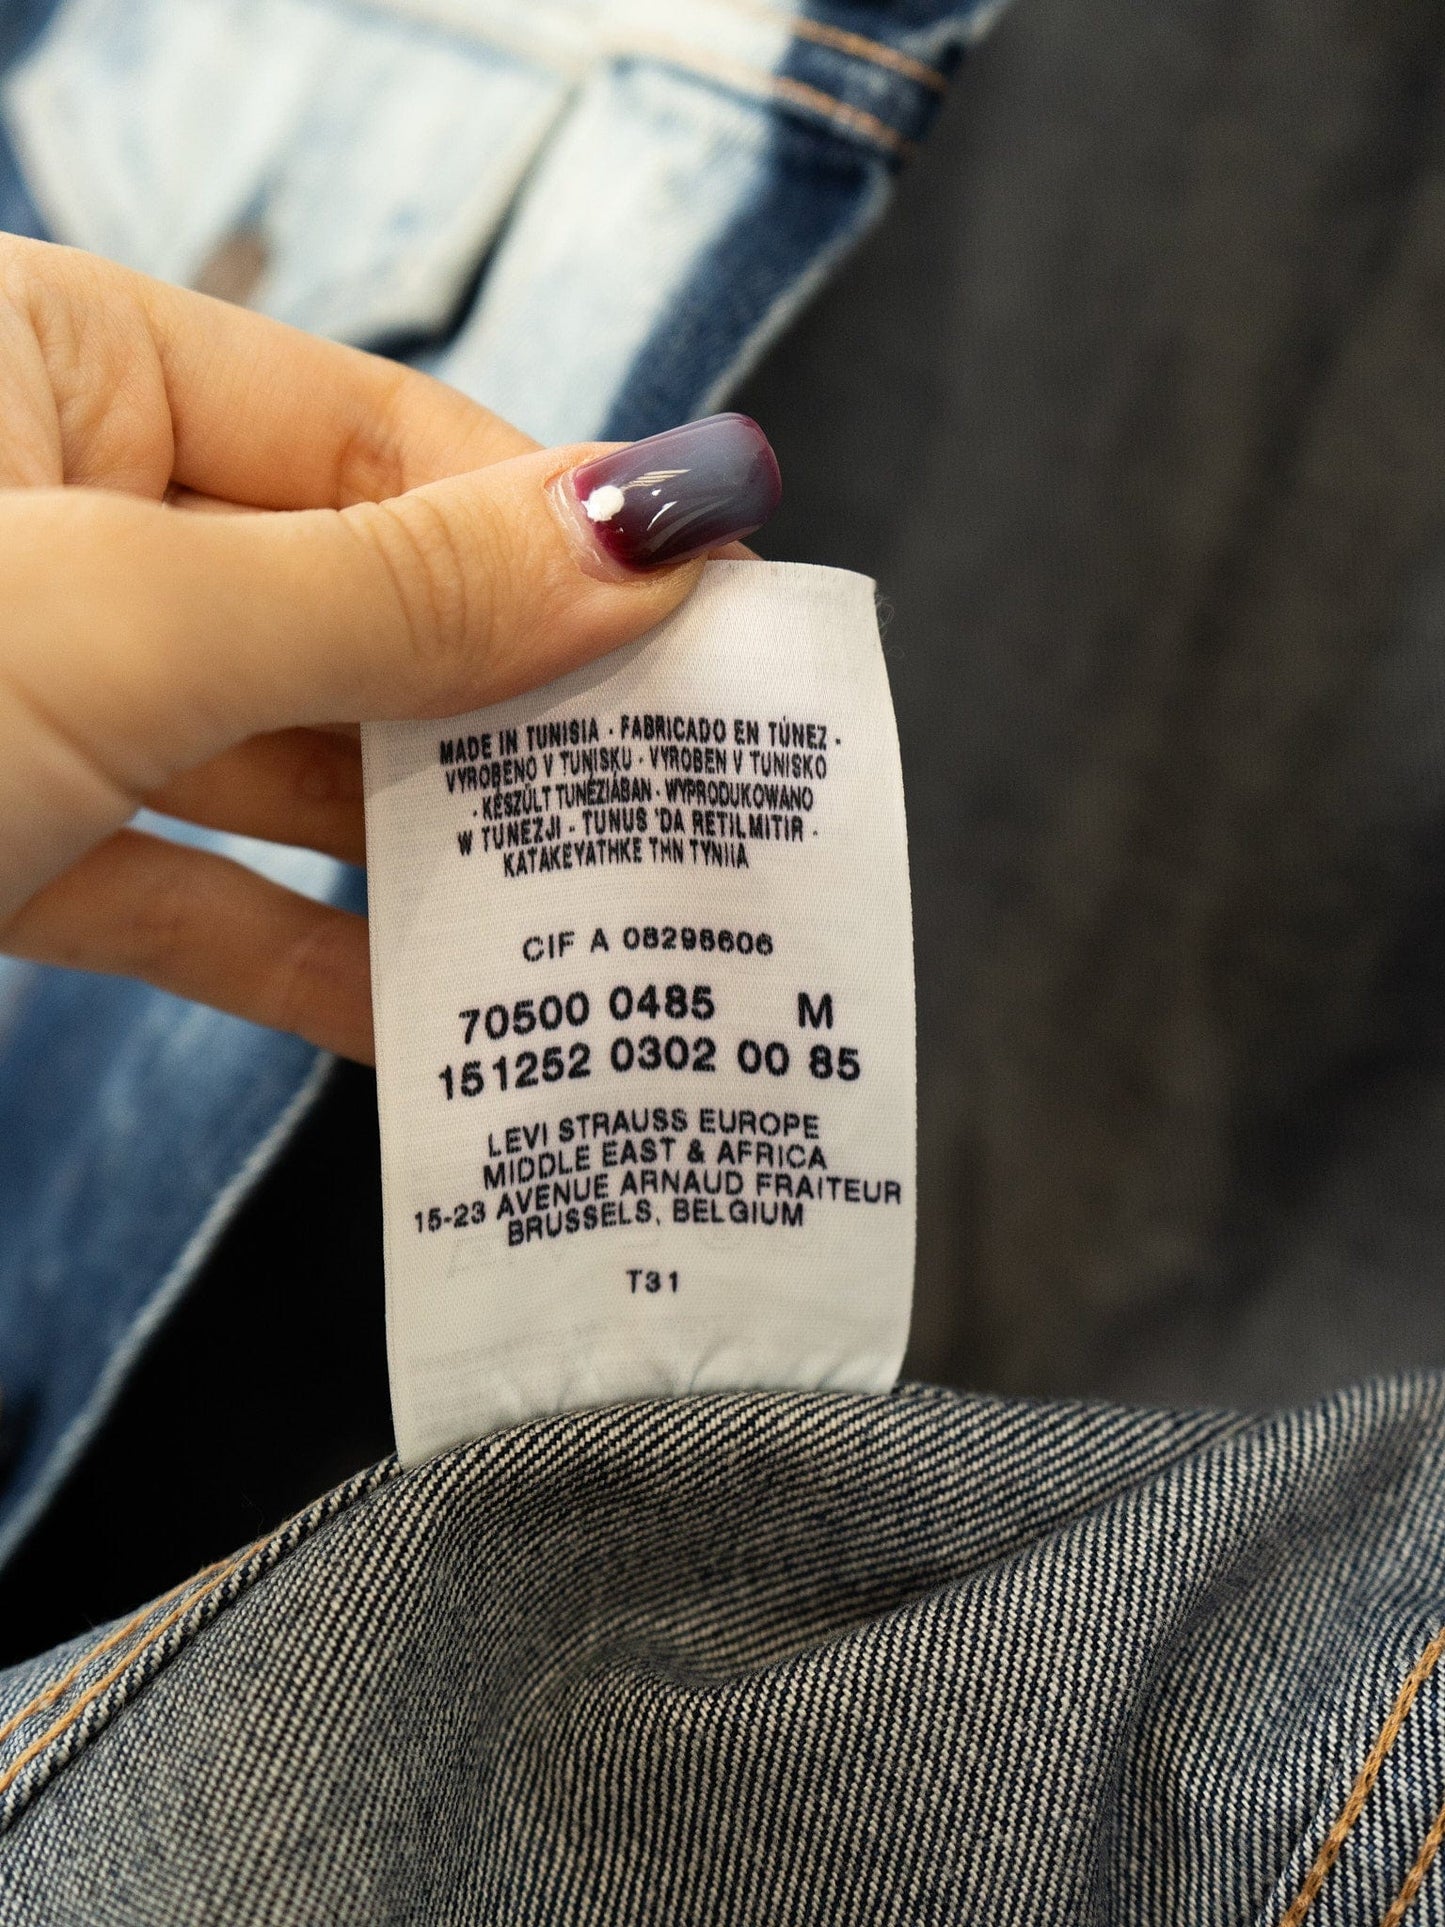 MADE IN TUNISIA · FABRICADO EN TÚNEZ ·
VYROBENO V TUNISKU · VYROBEN V TUNISKO
· KÉSZÜLT TUNÉZIÁBAN · WYPRODUKOWANO
W TUNEZJI · TUNUS 'DA RETILMITIR ·
KATAKEYATHKE THN TYNIIA
CIF A 08298606
70500 0485 M
151252 0302 00 85
LEVI STRAUSS EUROPE
MIDDLE EAST & AFRICA
15-23 AVENUE ARNAUD FRAITEUR
BRUSSELS, BELGIUM
T31